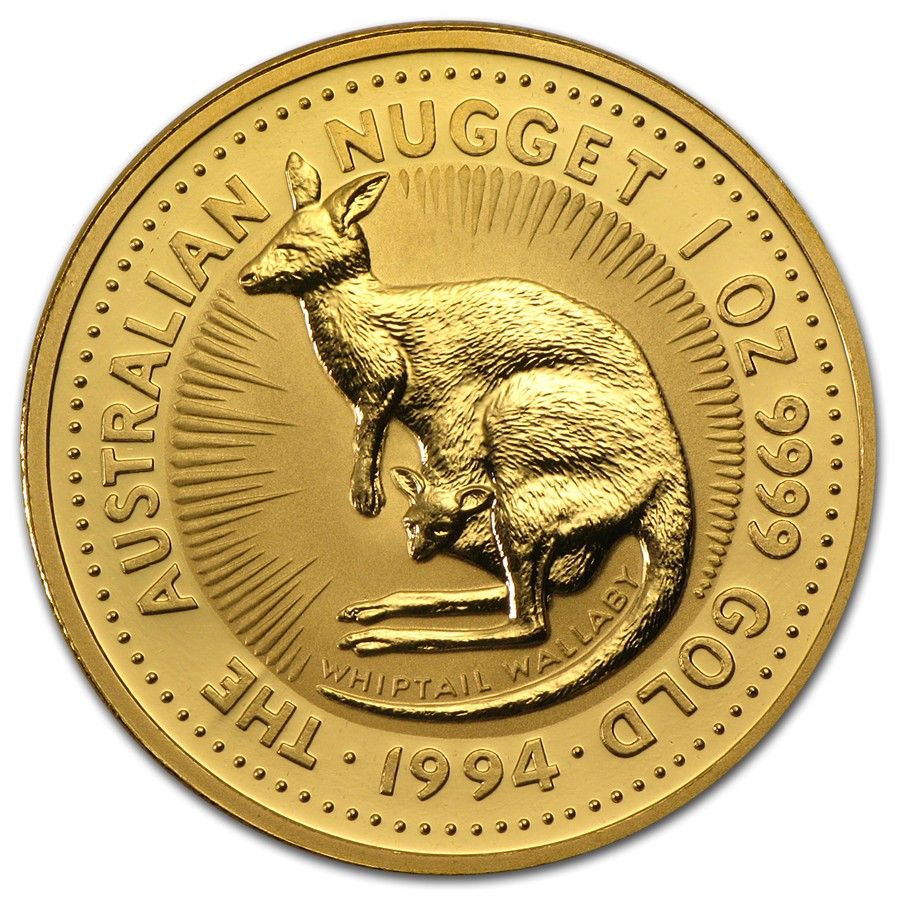 THE AUSTRALIAN NUGGET 1 OZ 9999 GOLD
· 1994 ·
WHIPTAIL WALLABY